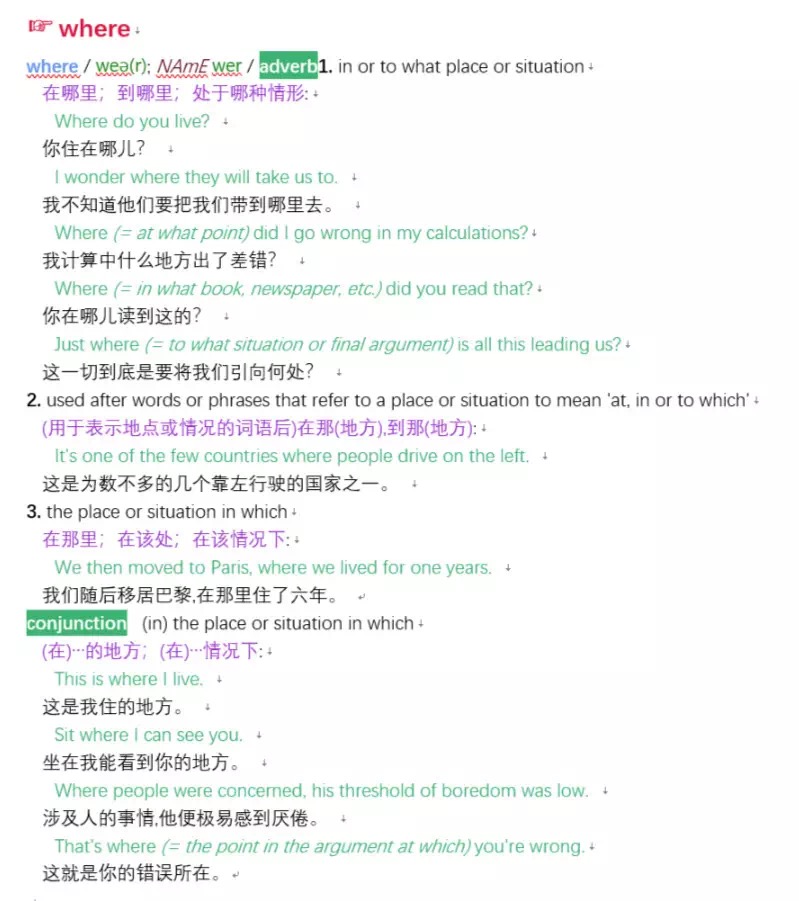 ☞ where
where / weə(r); NAmE wer / adverb1. in or to what place or situation
在哪里；到哪里；处于哪种情形:
Where do you live?
你住在哪儿？
I wonder where they will take us to.
我不知道他们要把我们带到哪里去。
Where (= at what point) did I go wrong in my calculations?
我计算中什么地方出了差错？
Where (= in what book, newspaper, etc.) did you read that?
你在哪儿读到这的？
Just where (= to what situation or final argument) is all this leading us?
这一切到底是要将我们引向何处？
2. used after words or phrases that refer to a place or situation to mean 'at, in or to which'
(用于表示地点或情况的词语后)在那(地方),到那(地方):
It's one of the few countries where people drive on the left.
这是为数不多的几个靠左行驶的国家之一。
3. the place or situation in which
在那里；在该处；在该情况下:
We then moved to Paris, where we lived for one years.
我们随后移居巴黎,在那里住了六年。
conjunction (in) the place or situation in which
(在)…的地方；(在)…情况下:
This is where I live.
这是我住的地方。
Sit where I can see you.
坐在我能看到你的地方。
Where people were concerned, his threshold of boredom was low.
涉及人的事情,他便极易感到厌倦。
That's where (= the point in the argument at which) you're wrong.
这就是你的错误所在。